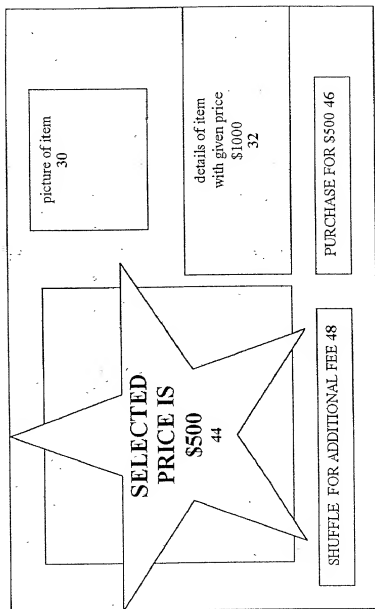 picture of item
30
details of item
with given price
$1000
32
SELECTED
PRICE IS
$500
44
PURCHASE FOR $500 46
SHUFFLE FOR ADDITIONAL FEE 48